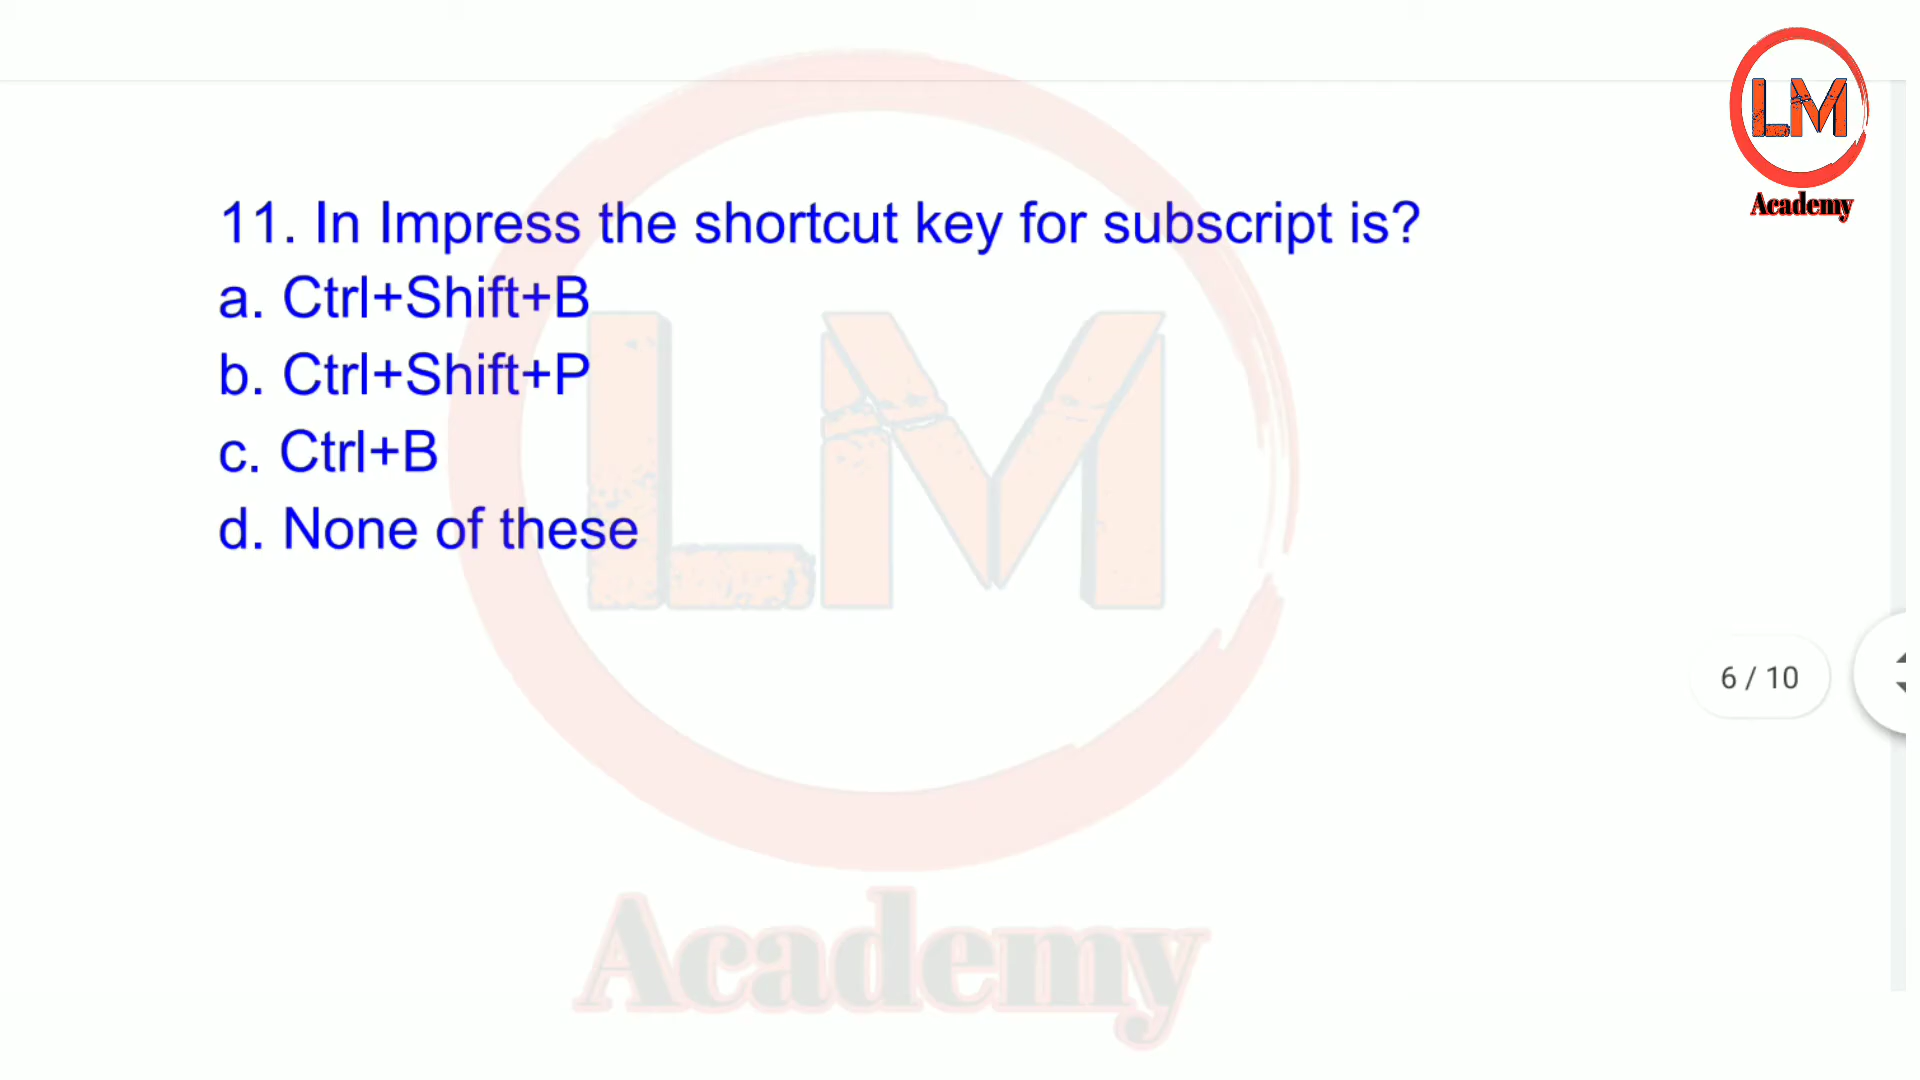 LM
Academy
11. In Impress the shortcut key for subscript is?
a. Ctrl+Shift+B
b. Ctrl+Shift+P
c. Ctrl+B
d. None of these
LM
6 / 10
Academy